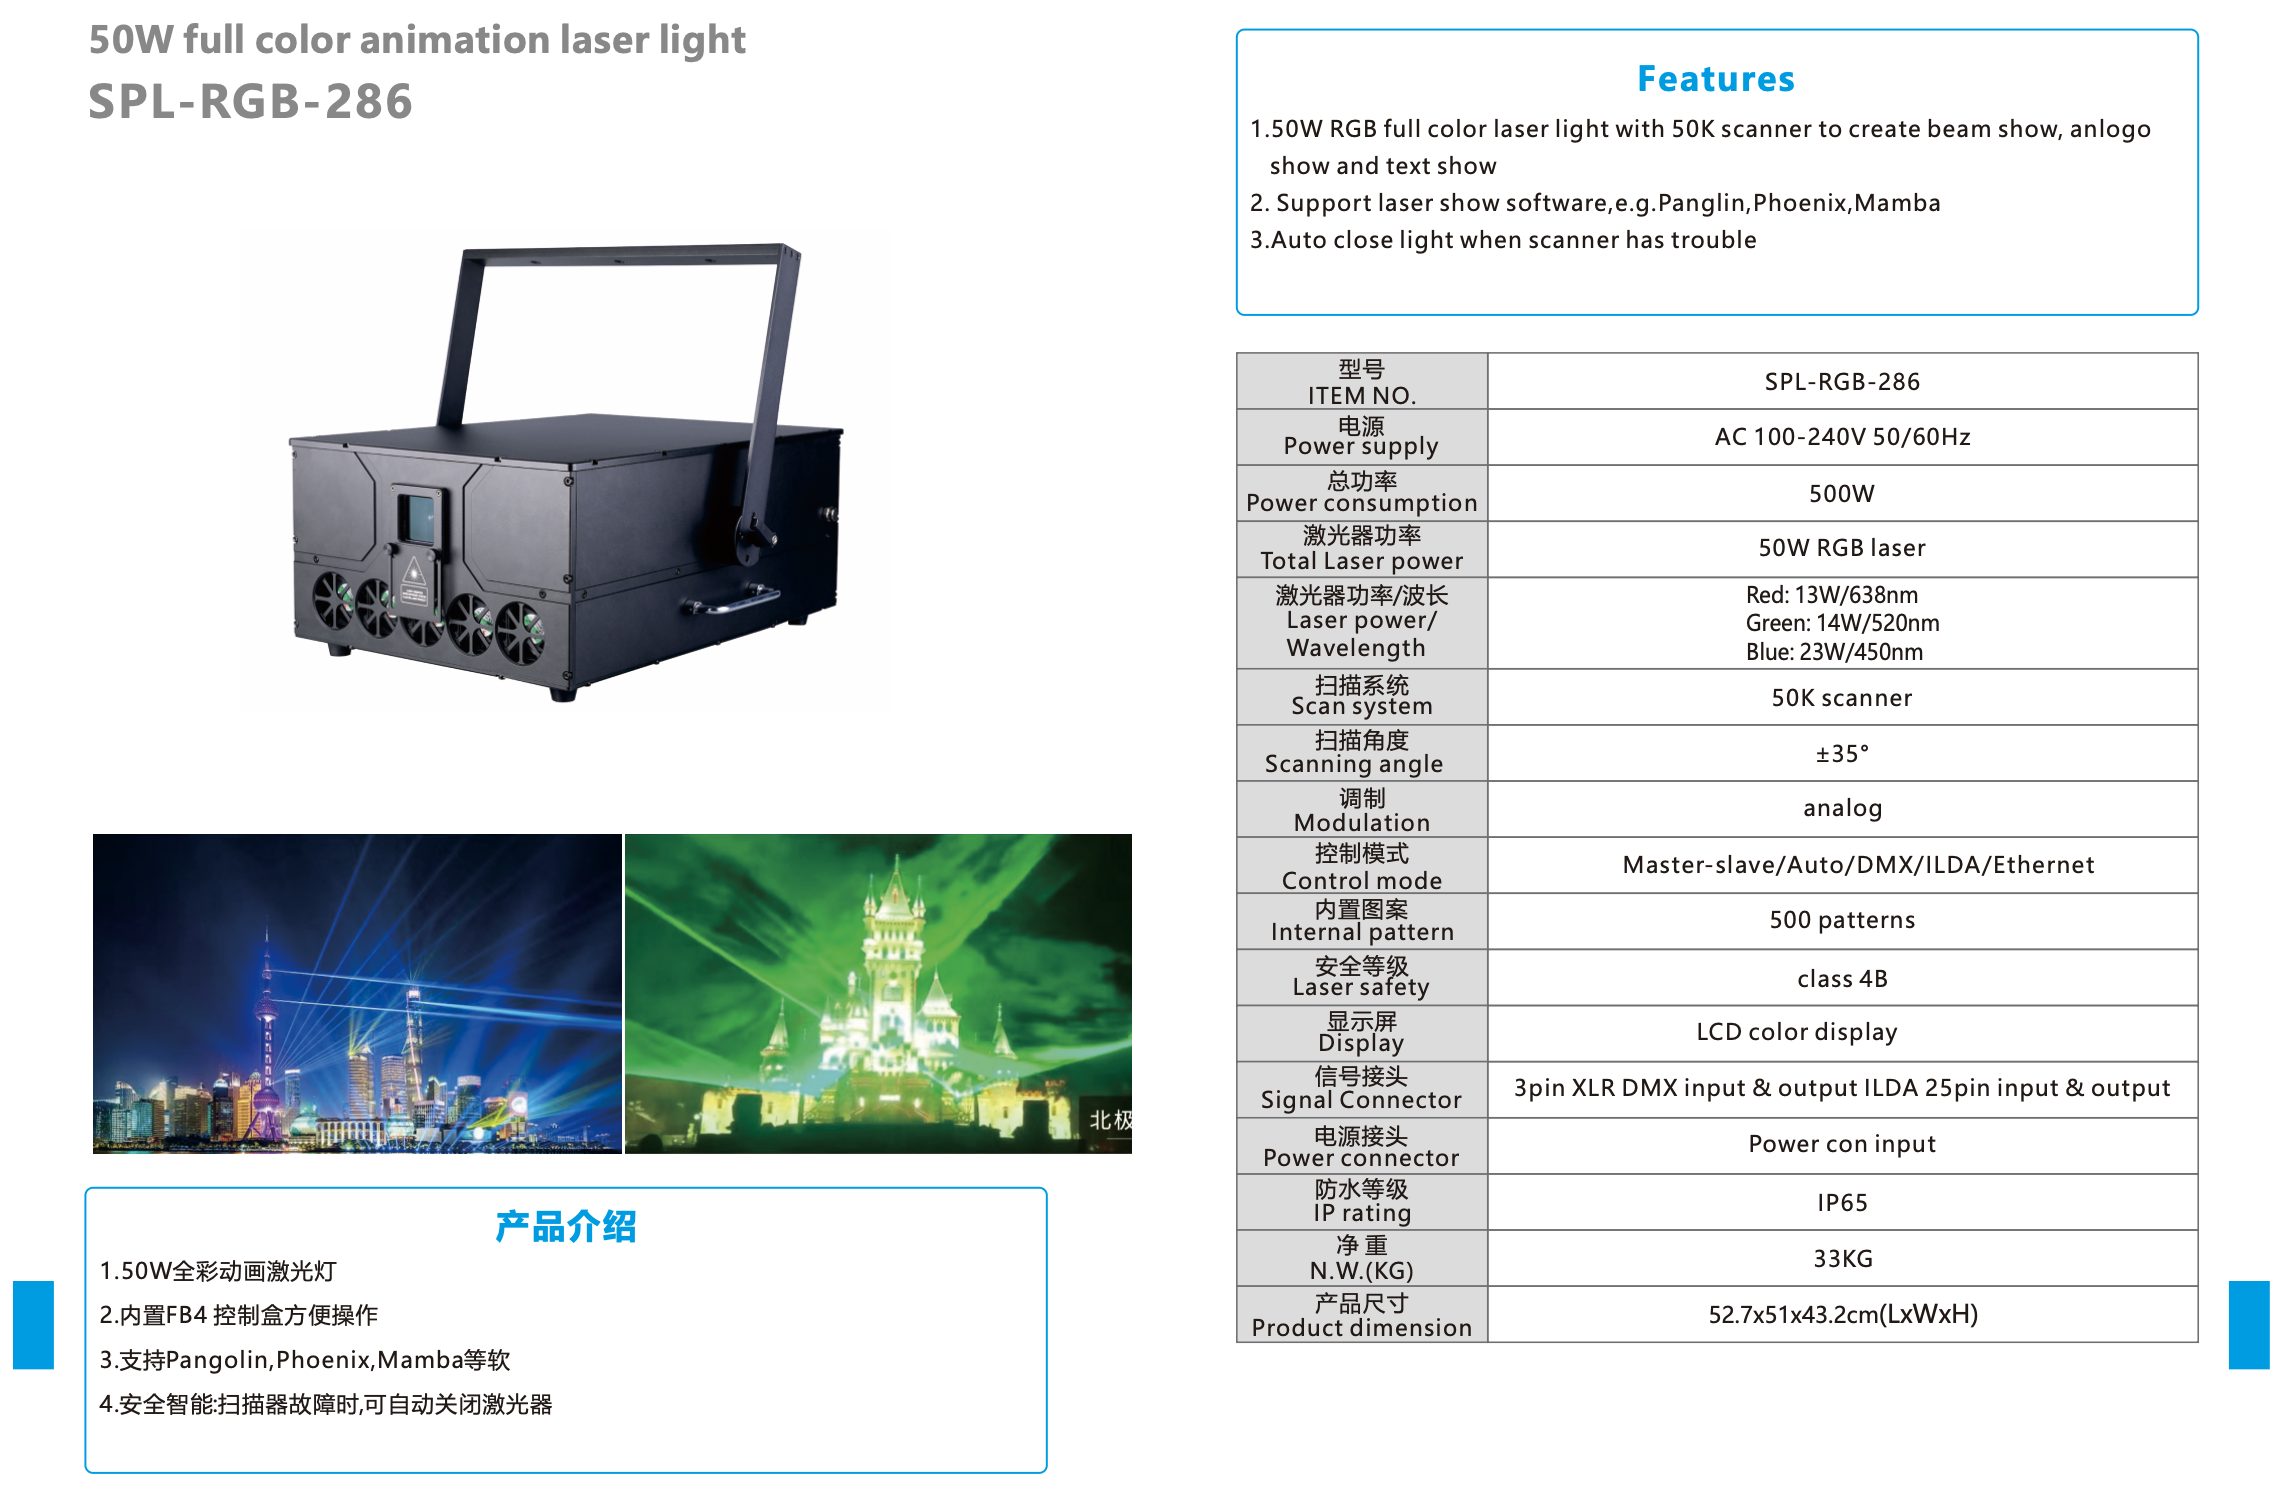 50W full color animation laser light
SPL-RGB-286
北极
产品介绍
1.50W全彩动画激光灯
2.内置FB4 控制盒方便操作
3.支持Pangolin,Phoenix,Mamba等软
4.安全智能:扫描器故障时,可自动关闭激光器
Features
1.50W RGB full color laser light with 50K scanner to create beam show, anlogo
show and text show
2. Support laser show software,e.g.Panglin,Phoenix,Mamba
3.Auto close light when scanner has trouble
型号
ITEM NO.
SPL-RGB-286
电源
Power supply
AC 100-240V 50/60Hz
总功率
Power consumption
500W
激光器功率
Total Laser power
50W RGB laser
激光器功率/波长
Laser power/
Wavelength
Red: 13W/638nm
Green: 14W/520nm
Blue: 23W/450nm
扫描系统
Scan system
50K scanner
扫描角度
Scanning angle
±35°
调制
Modulation
analog
控制模式
Control mode
Master-slave/Auto/DMX/ILDA/Ethernet
内置图案
Internal pattern
500 patterns
安全等级
Laser safety
class 4B
显示屏
Display
LCD color display
信号接头
Signal Connector
3pin XLR DMX input & output ILDA 25pin input & output
电源接头
Power connector
Power con input
防水等级
IP rating
IP65
净 重
N.W.(KG)
33KG
产品尺寸
Product dimension
52.7x51x43.2cm(LxWxH)